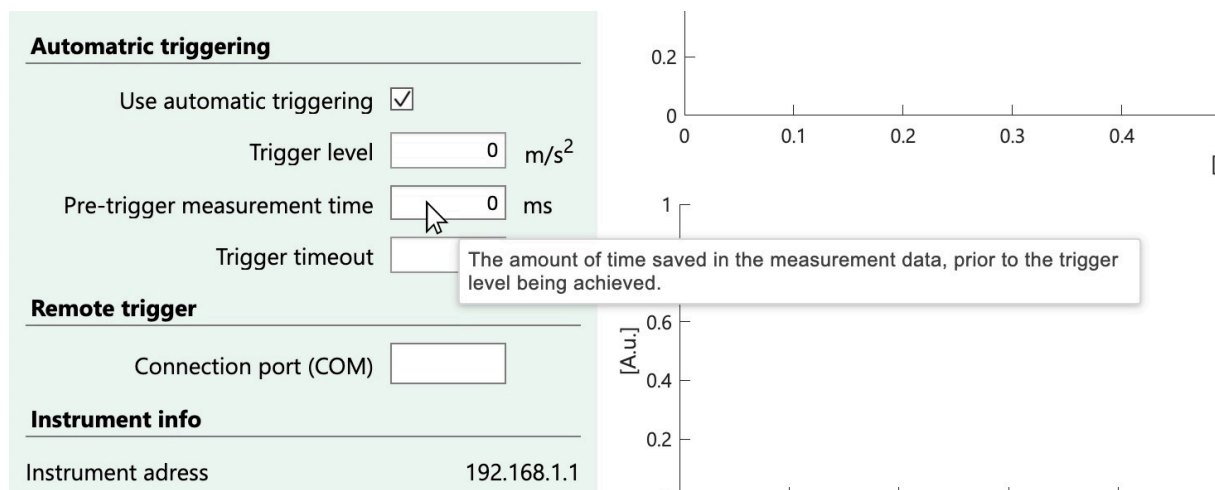 Automatric triggering
Use automatic triggering
Trigger level 0 m/s²
Pre-trigger measurement time 0 ms
Trigger timeout
The amount of time saved in the measurement data, prior to the trigger
level being achieved.
Remote trigger
Connection port (COM)
Instrument info
Instrument adress 192.168.1.1
0.2
0
0 0.1 0.2 0.3 0.4
[
1
0.6
[A.u.]
0.4
0.2